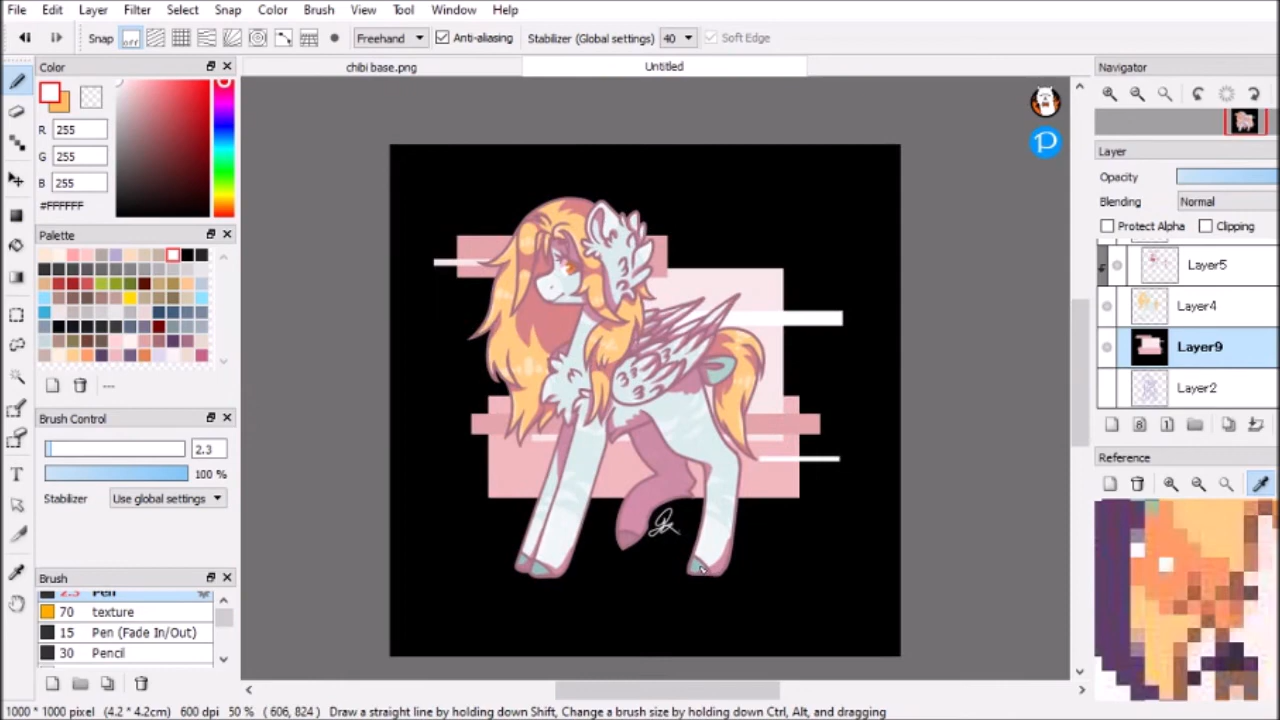 File Edit Layer Filter Select Snap Color Brush View Tool Window Help
Snap off Freehand Anti-aliasing Stabilizer (Global settings) 40 Soft Edge
Color
chibi base.png Untitled
Navigator
R 255
G 255
B 255
#FFFFFF
Layer
Opacity
Blending Normal
Protect Alpha Clipping
Palette
Layer5
Layer4
Layer9
Layer2
Brush Control
2.3
100 %
Stabilizer Use global settings
Reference
Brush
2.3 Pen
70 texture
15 Pen (Fade In/Out)
30 Pencil
1000 * 1000 pixel (4.2 * 4.2cm) 600 dpi 50 % ( 606, 824 ) Draw a straight line by holding down Shift, Change a brush size by holding down Ctrl, Alt, and dragging